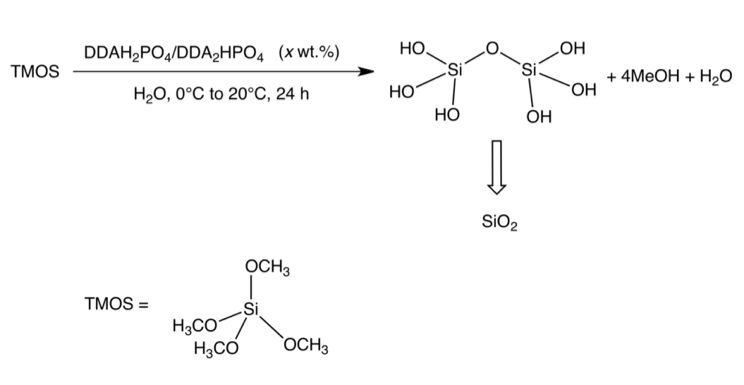 TMOS
DDAH₂PO₄/DDA₂HPO₄ (x wt.%)
H₂O, 0°C to 20°C, 24 h
HO
O
OH
Si
Si
HO
OH
HO
OH
+ 4MeOH + H₂O
SiO₂
TMOS =
OCH₃
Si
H₃CO
H₃CO
OCH₃